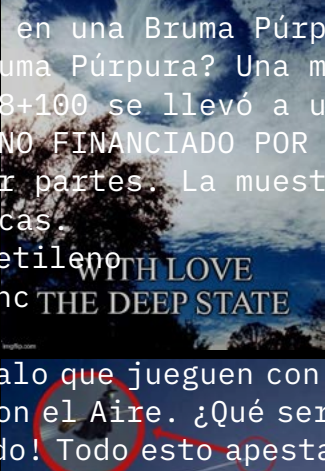 en una Bruma Púrp
uma Púrpura? Una m
8+100 se llevó a u
NO FINANCIADO POR
r partes. La muest
cas.
etileno
WITH LOVE
nc
THE DEEP STATE
imgflip.com
alo que jueguen con
on el Aire. ¿Qué ser
do! Todo esto apesta